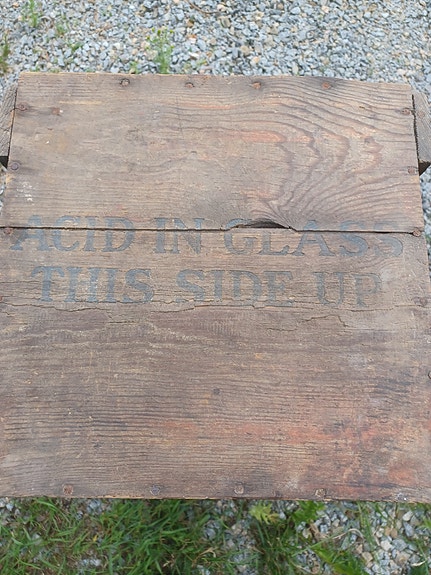 ACID IN GLASS
THIS SIDE UP